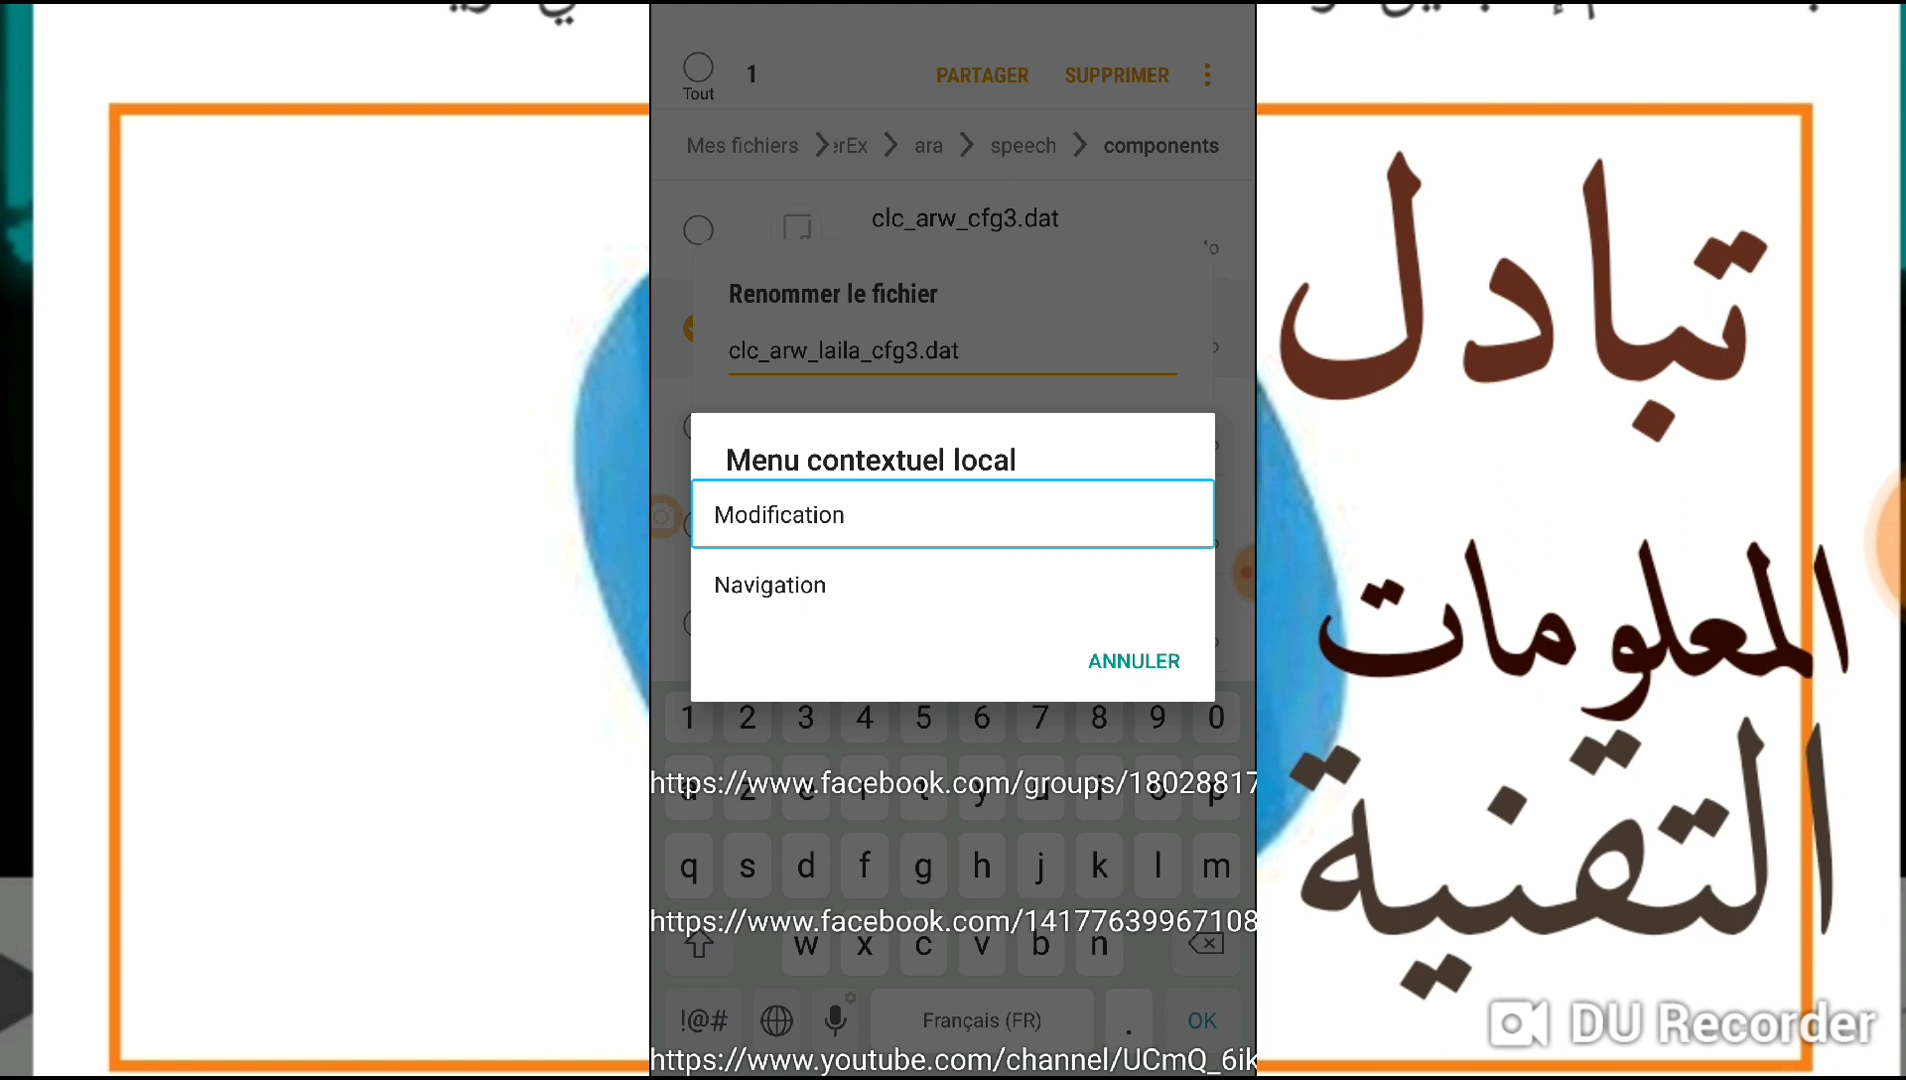 Tout
1
PARTAGER
SUPPRIMER
Mes fichiers
erEx
ara
speech
components
clc_arw_cfg3.dat
Renommer le fichier
clc_arw_laila_cfg3.dat
Menu contextuel local
Modification
Navigation
ANNULER
1 2 3 4 5 6 7 8 9 0
https://www.facebook.com/groups/18028817
q s d f g h j k l m
https://www.facebook.com/14177639967108
w x c v b n
!@#
Français (FR)
.
OK
https://www.youtube.com/channel/UCmQ_6ik
تبادل
المعلومات
التقنية
DU Recorder